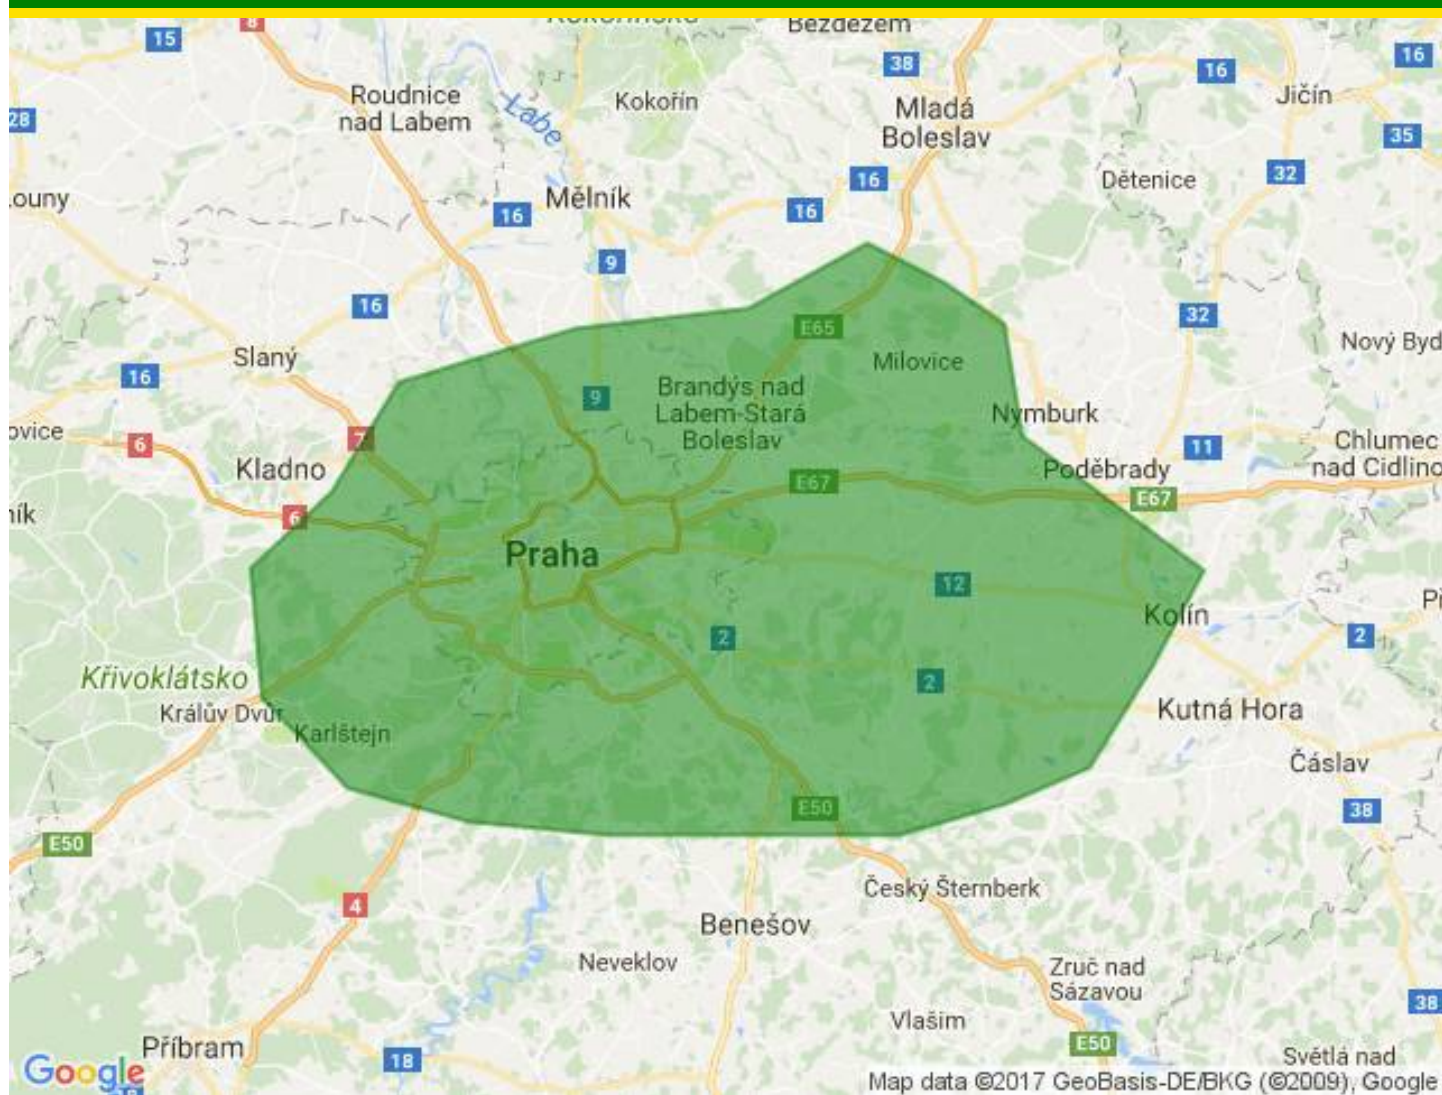 8
Bezdězem
15
38
16
16
Roudnice
nad Labem
Labe
Kokořín
Mladá
Boleslav
Jičín
28
35
ouny
Mělník
16
16
16
Dětenice
32
9
16
32
E65
Slaný
16
Milovice
Nový Byd
9
Brandýs nad
Labem-Stará
Boleslav
Nymburk
ovice
6
7
11
Chlumec
nad Cidlino
Kladno
E67
Poděbrady
E67
ník
6
Praha
12
Kolín
2
2
2
Křivoklátsko
Králův Dvůr
Karlštejn
Kutná Hora
Čáslav
E50
E50
38
4
Český Šternberk
Benešov
Neveklov
Zruč nad
Sázavou
38
Vlašim
Příbram
18
E50
Světlá nad
Google
Map data ©2017 GeoBasis-DE/BKG (©2009), Google